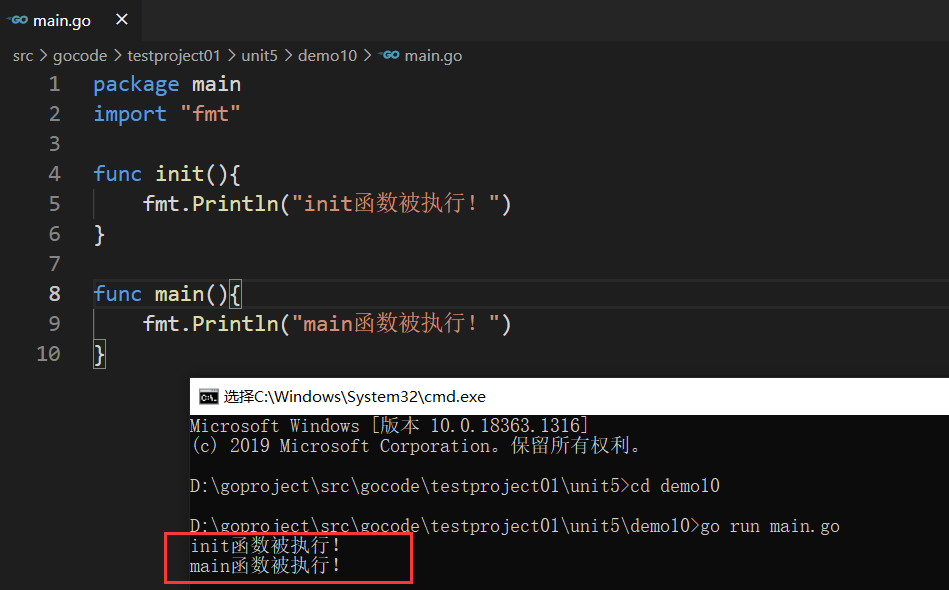 GO main.go ×
src > gocode > testproject01 > unit5 > demo10 > GO main.go
1 package main
2 import "fmt"
3
4 func init(){
5 fmt.Println("init函数被执行！")
6 }
7
8 func main(){
9 fmt.Println("main函数被执行！")
10 }
C:\. 选择C:\Windows\System32\cmd.exe
Microsoft Windows [版本 10.0.18363.1316]
(c) 2019 Microsoft Corporation。保留所有权利。
D:\goproject\src\gocode\testproject01\unit5>cd demo10
D:\goproject\src\gocode\testproject01\unit5\demo10>go run main.go
init函数被执行！
main函数被执行！